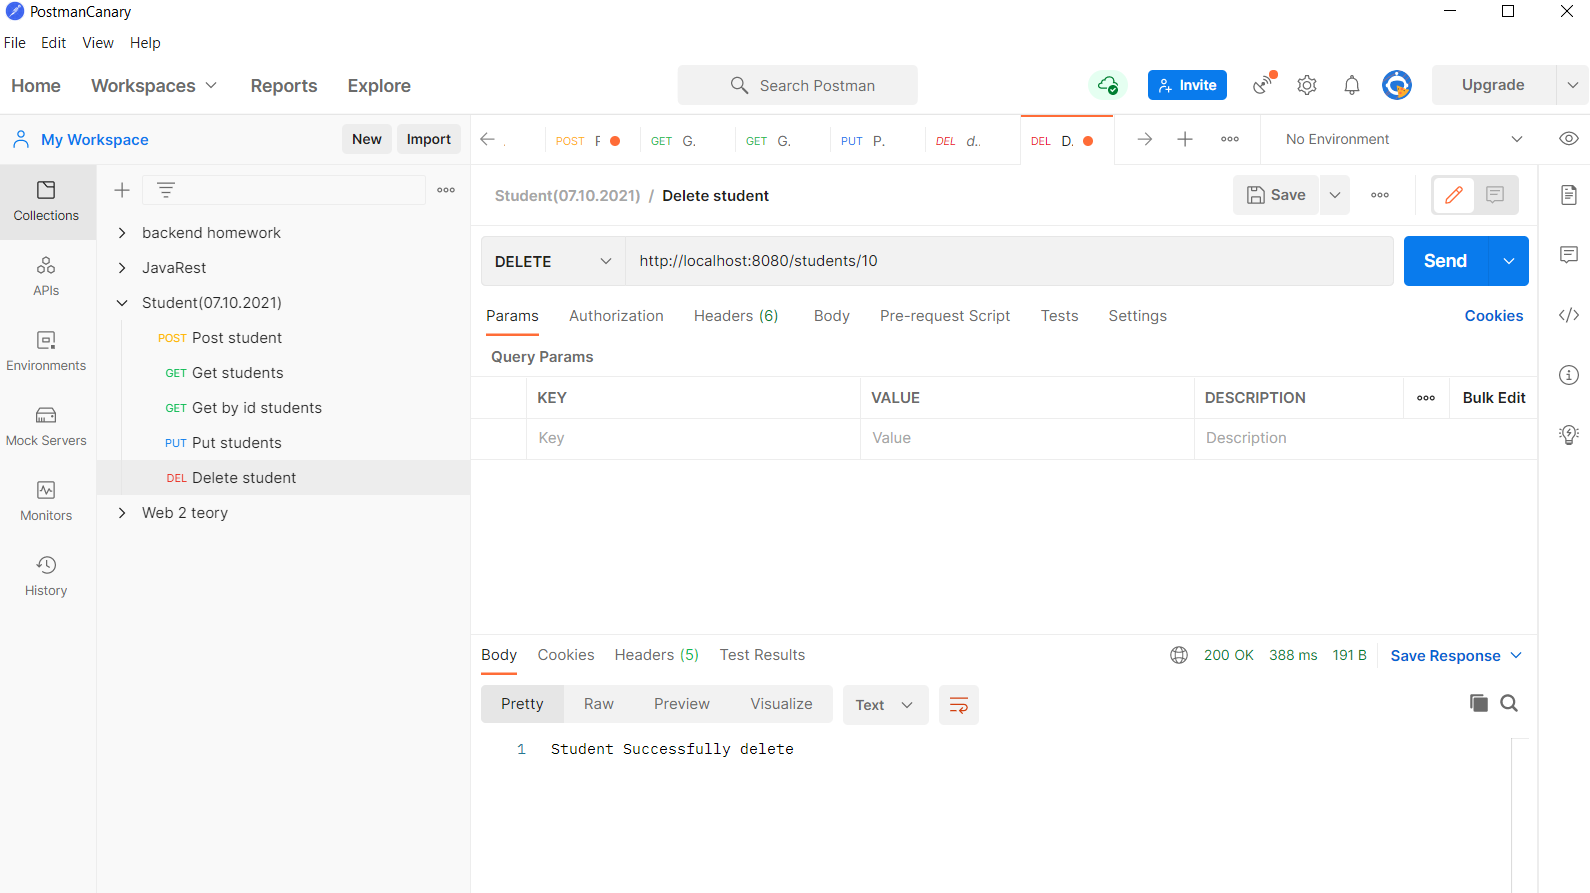 PostmanCanary
File Edit View Help
Home Workspaces Reports Explore Search Postman Invite Upgrade
My Workspace New Import
POST GET G. GET G. PUT P. DEL d.. DEL D. No Environment
Collections
APIs
Environments
Mock Servers
Monitors
History
backend homework
JavaRest
Student(07.10.2021)
POST Post student
GET Get students
GET Get by id students
PUT Put students
DEL Delete student
Web 2 teory
Student(07.10.2021) / Delete student Save
DELETE http://localhost:8080/students/10 Send
Params Authorization Headers (6) Body Pre-request Script Tests Settings Cookies
Query Params
KEY VALUE DESCRIPTION Bulk Edit
Key Value Description
Body Cookies Headers (5) Test Results 200 OK 388 ms 191 B Save Response
Pretty Raw Preview Visualize Text
1 Student Successfully delete